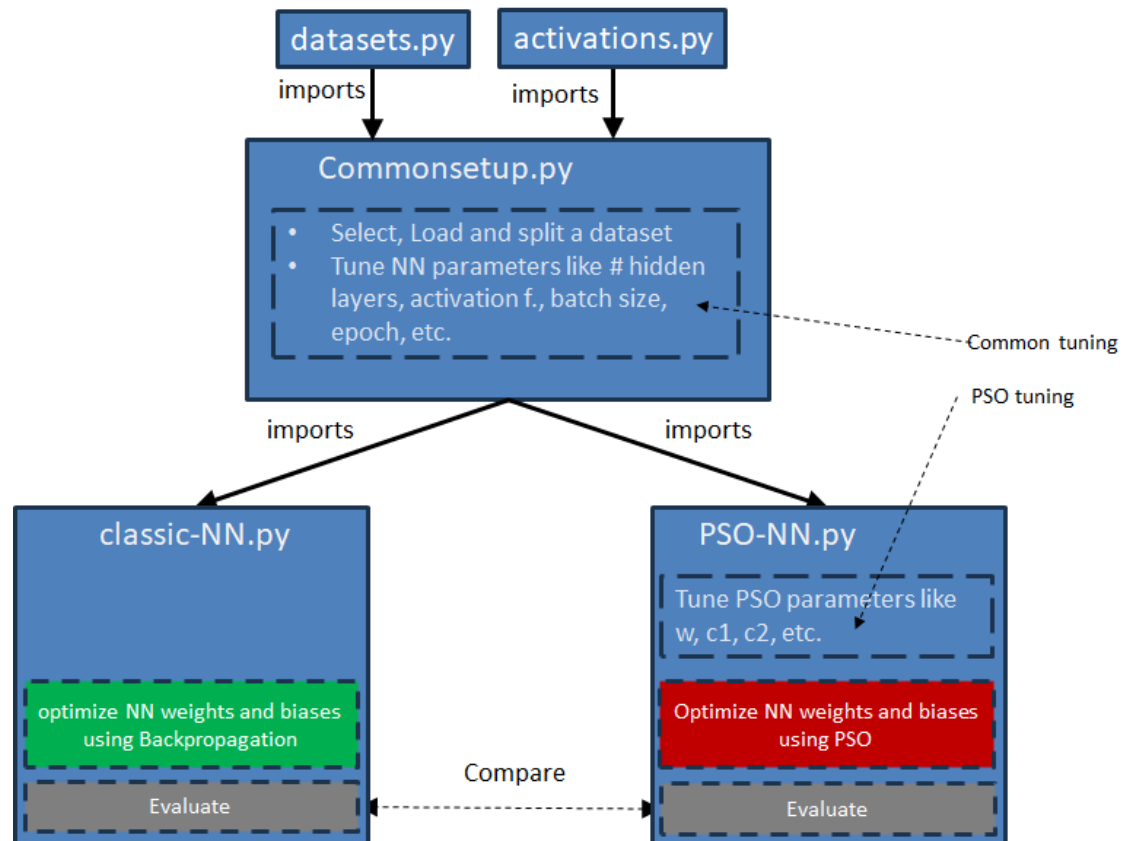 datasets.py
activations.py
imports
imports
Commonsetup.py
• Select, Load and split a dataset
• Tune NN parameters like # hidden
layers, activation f., batch size,
epoch, etc.
Common tuning
PSO tuning
imports
imports
classic-NN.py
PSO-NN.py
Tune PSO parameters like
w, c1, c2, etc.
optimize NN weights and biases
using Backpropagation
Optimize NN weights and biases
using PSO
Compare
Evaluate
Evaluate